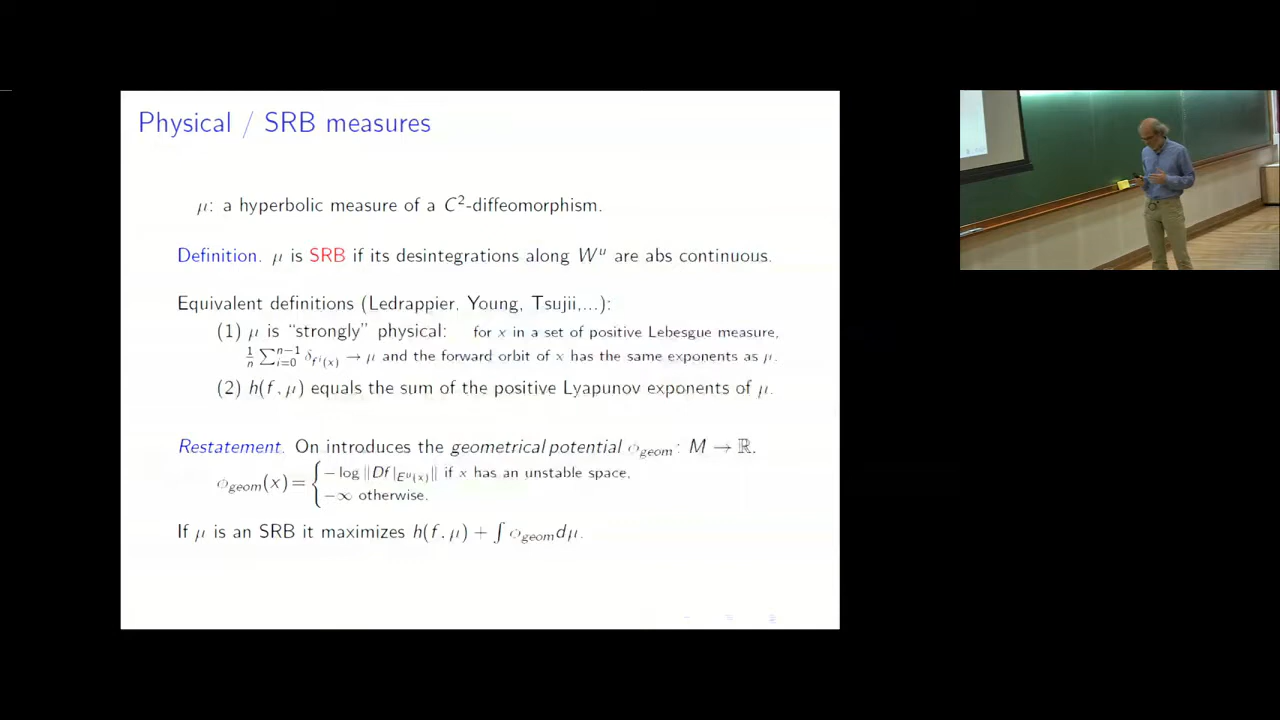 Physical / SRB measures
μ: a hyperbolic measure of a C²-diffeomorphism.
Definition. μ is SRB if its desintegrations along Wᵘ are abs continuous.
Equivalent definitions (Ledrappier, Young, Tsujii,...):
(1) μ is “strongly” physical: for x in a set of positive Lebesgue measure,
1/n ∑_{i=0}^{n−1} δ_{fⁱ(x)} → μ and the forward orbit of x has the same exponents as μ.
(2) h(f, μ) equals the sum of the positive Lyapunov exponents of μ.
Restatement. On introduces the geometrical potential ϕ_geom : M → ℝ.
ϕ_geom(x) = { − log ‖Df|_{Eᵘ(x)}‖ if x has an unstable space,
−∞ otherwise.
If μ is an SRB it maximizes h(f, μ) + ∫ ϕ_geom dμ.